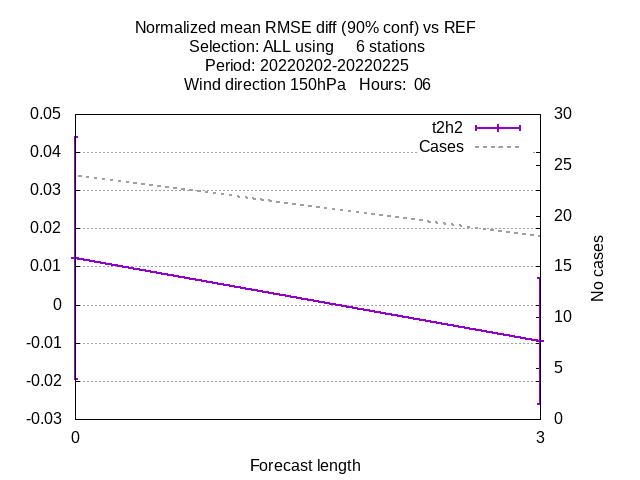 Normalized mean RMSE diff (90% conf) vs REF
Selection: ALL using     6 stations
Period: 20220202-20220225
Wind direction 150hPa   Hours:  06
0.05
0.04
0.03
0.02
0.01
0
-0.01
-0.02
-0.03
t2h2
Cases
30
25
20
15
10
5
0
No cases
0
3
Forecast length